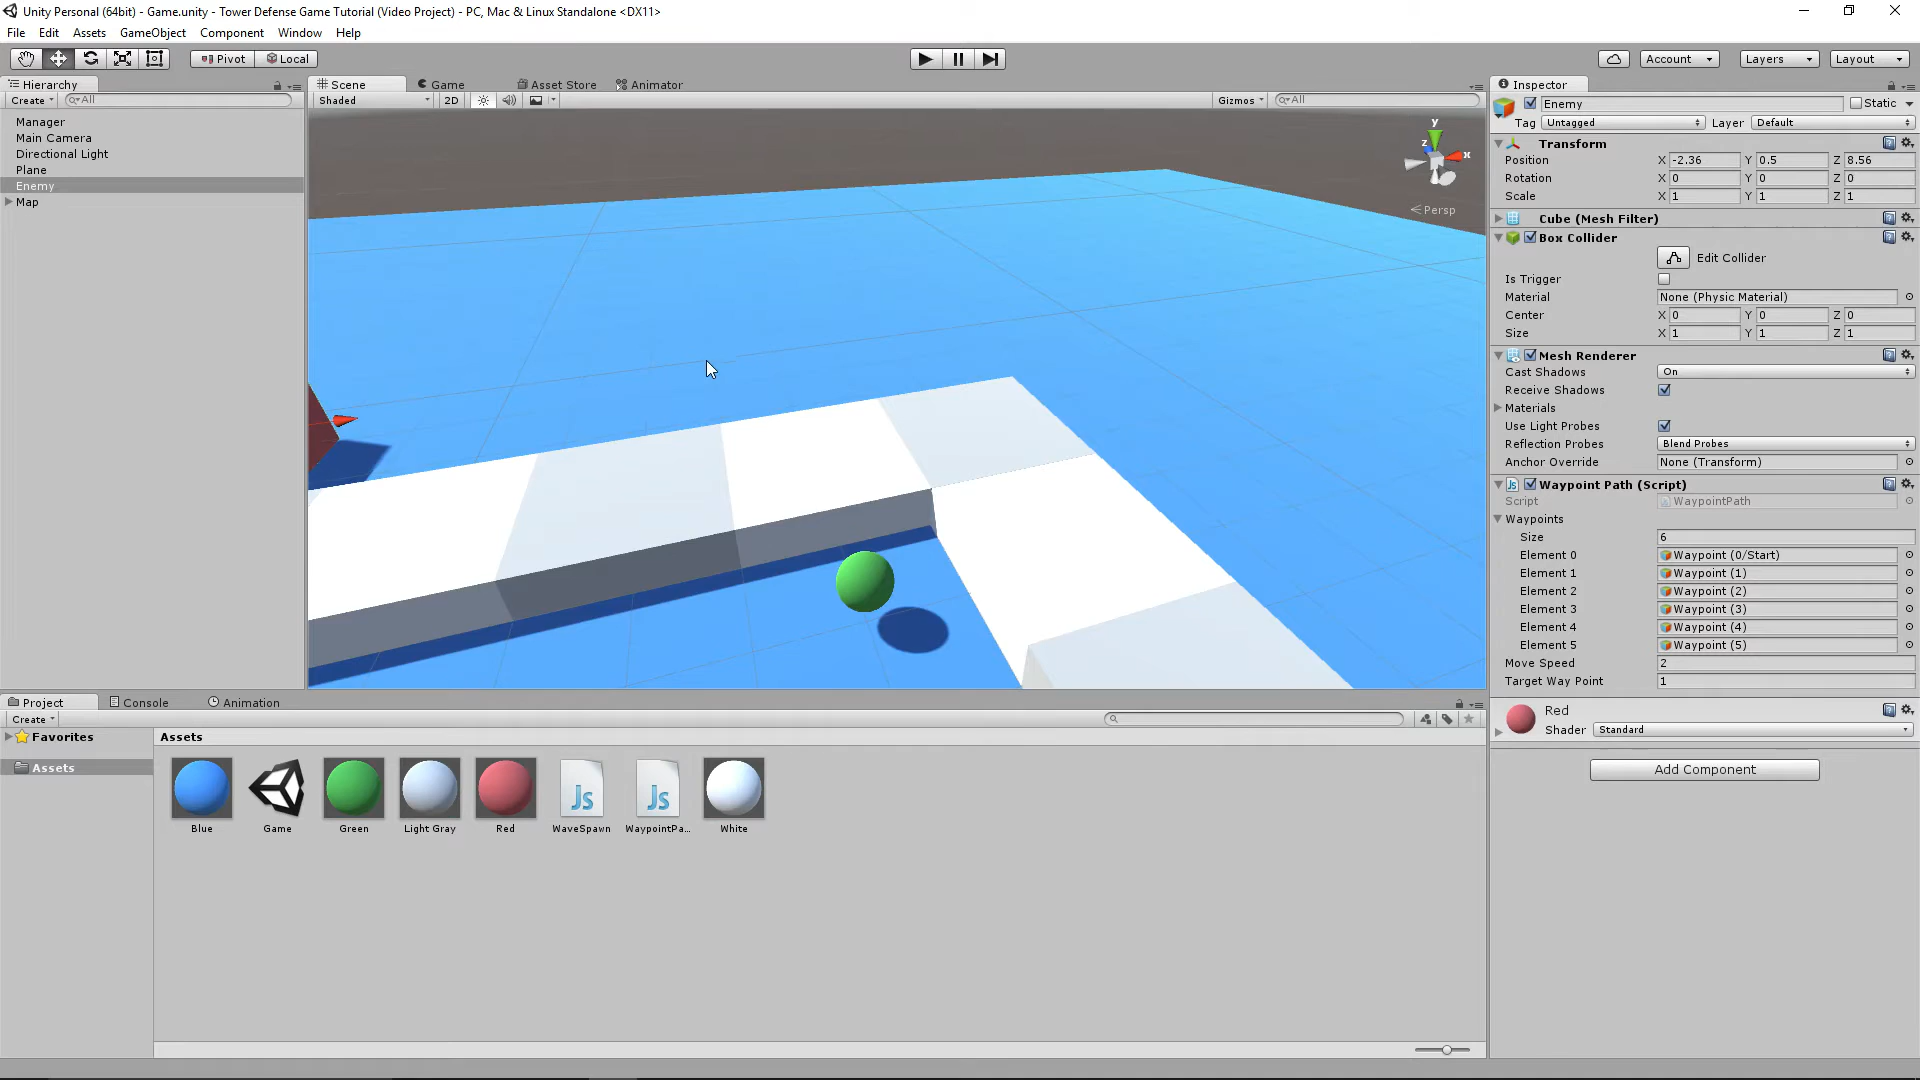 Unity Personal (64bit) - Game.unity - Tower Defense Game Tutorial (Video Project) - PC, Mac & Linux Standalone <DX11>
File Edit Assets GameObject Component Window Help
Pivot Local Account Layers Layout
Hierarchy
Create All
Manager
Main Camera
Directional Light
Plane
Enemy
Map
Scene Game Asset Store Animator
Shaded 2D Gizmos All
y
z
x
Persp
Inspector
Enemy Static
Tag Untagged Layer Default
Transform
Position X -2.36 Y 0.5 Z 8.56
Rotation X 0 Y 0 Z 0
Scale X 1 Y 1 Z 1
Cube (Mesh Filter)
Box Collider
Edit Collider
Is Trigger
Material None (Physic Material)
Center X 0 Y 0 Z 0
Size X 1 Y 1 Z 1
Mesh Renderer
Cast Shadows On
Receive Shadows
Materials
Use Light Probes
Reflection Probes Blend Probes
Anchor Override None (Transform)
Waypoint Path (Script)
Script WaypointPath
Waypoints
Size 6
Element 0 Waypoint (0/Start)
Element 1 Waypoint (1)
Element 2 Waypoint (2)
Element 3 Waypoint (3)
Element 4 Waypoint (4)
Element 5 Waypoint (5)
Move Speed 2
Target Way Point 1
Red
Shader Standard
Add Component
Project Console Animation
Create
Favorites
Assets
Assets
Js Js
Blue Game Green Light Gray Red WaveSpawn WaypointPa... White